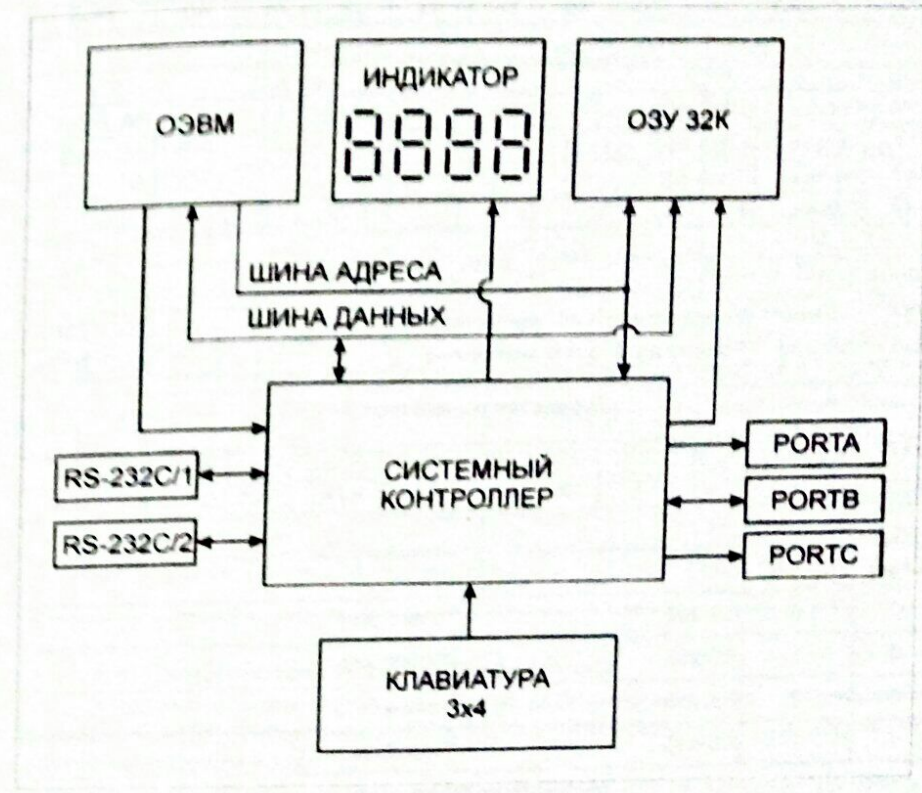 ОЭВМ
ИНДИКАТОР
8888
ОЗУ 32К
ШИНА АДРЕСА
ШИНА ДАННЫХ
СИСТЕМНЫЙ
КОНТРОЛЛЕР
RS-232C/1
RS-232C/2
PORTA
PORTB
PORTC
КЛАВИАТУРА
3х4